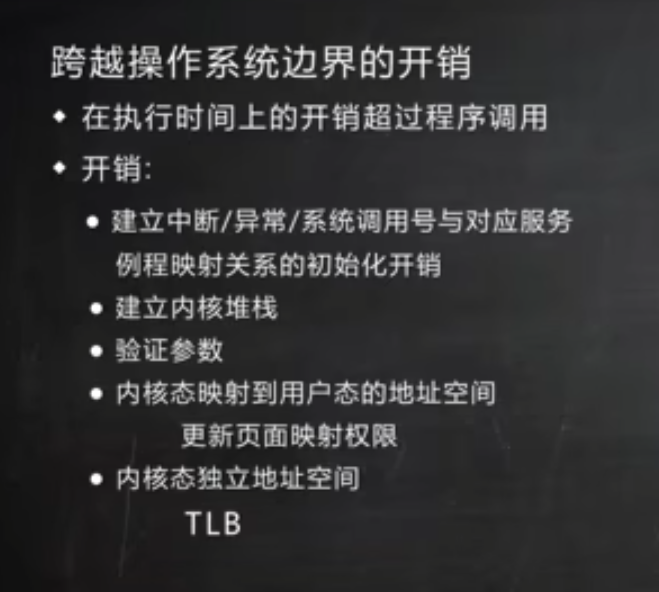 跨越操作系统边界的开销
在执行时间上的开销超过程序调用
开销:
建立中断/异常/系统调用号与对应服务
例程映射关系的初始化开销
建立内核堆栈
验证参数
内核态映射到用户态的地址空间
更新页面映射权限
内核态独立地址空间
TLB